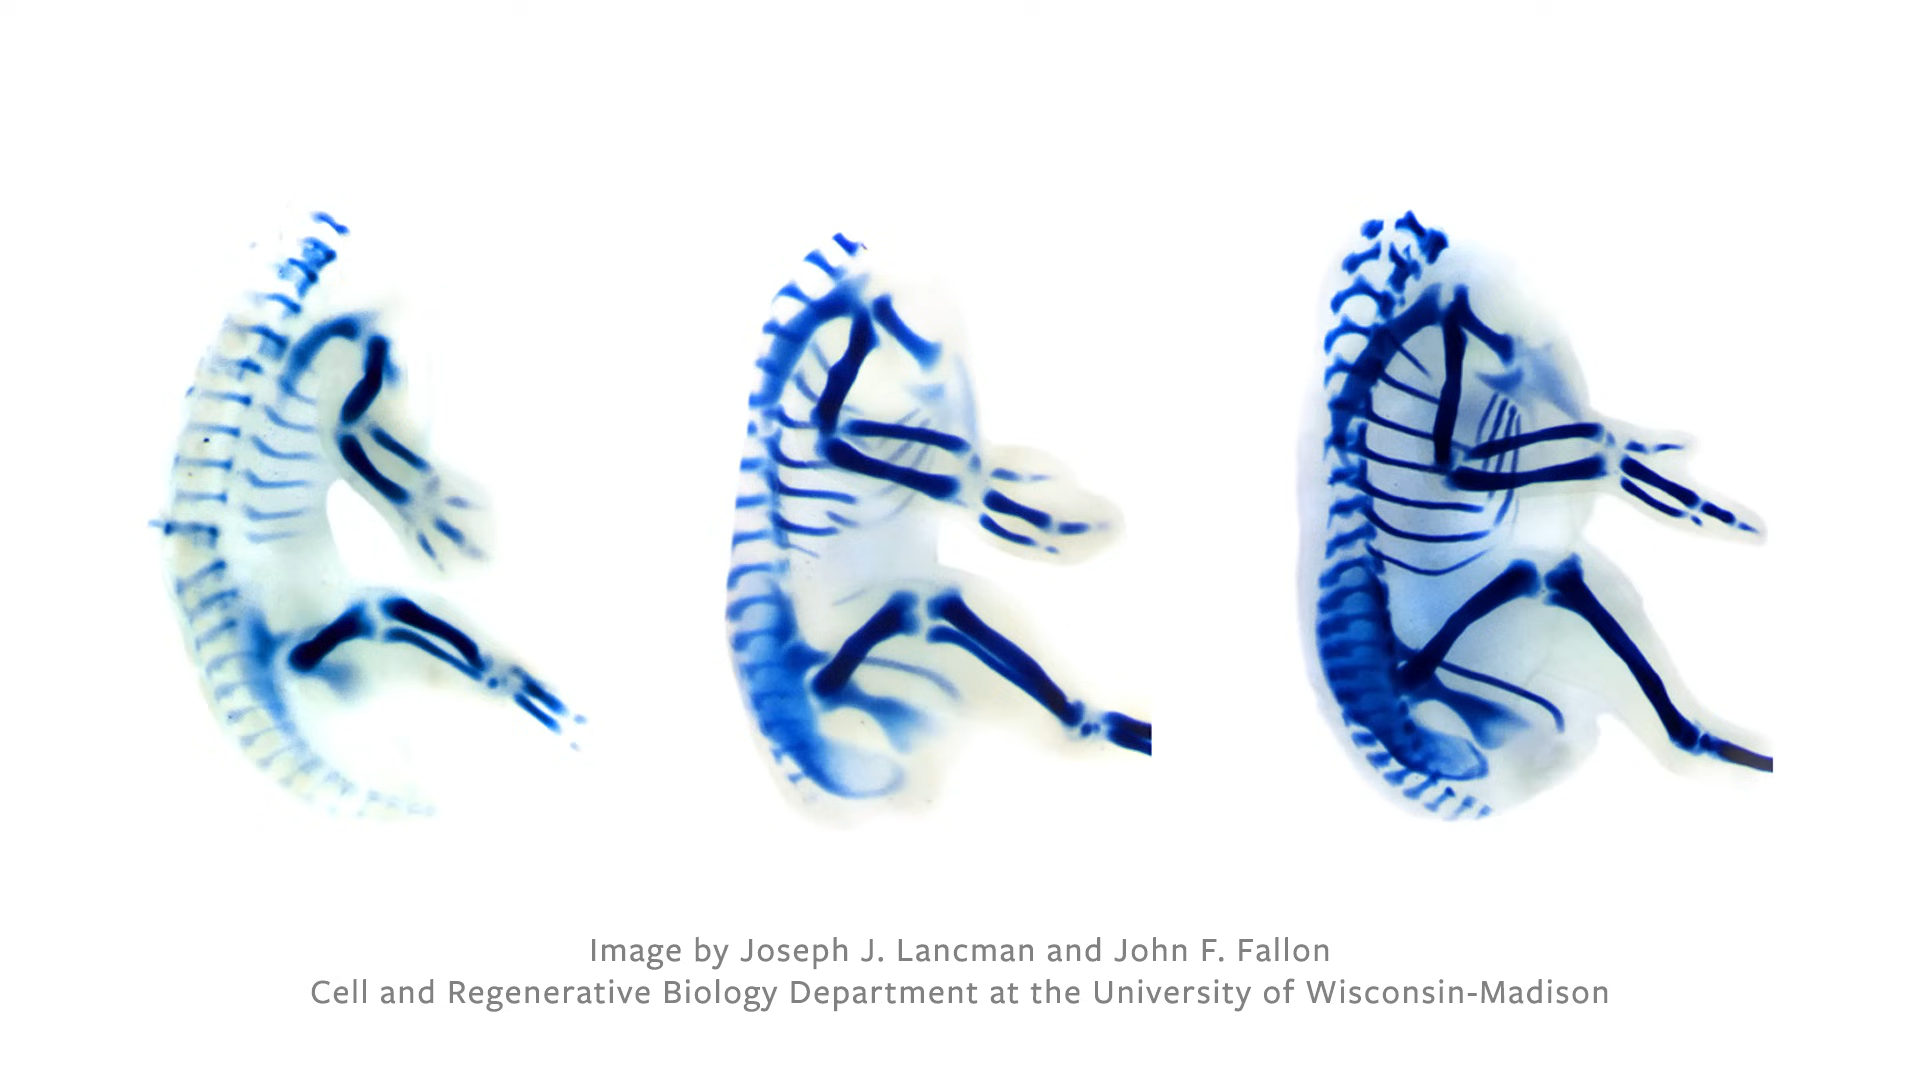 Image by Joseph J. Lancman and John F. Fallon
Cell and Regenerative Biology Department at the University of Wisconsin-Madison